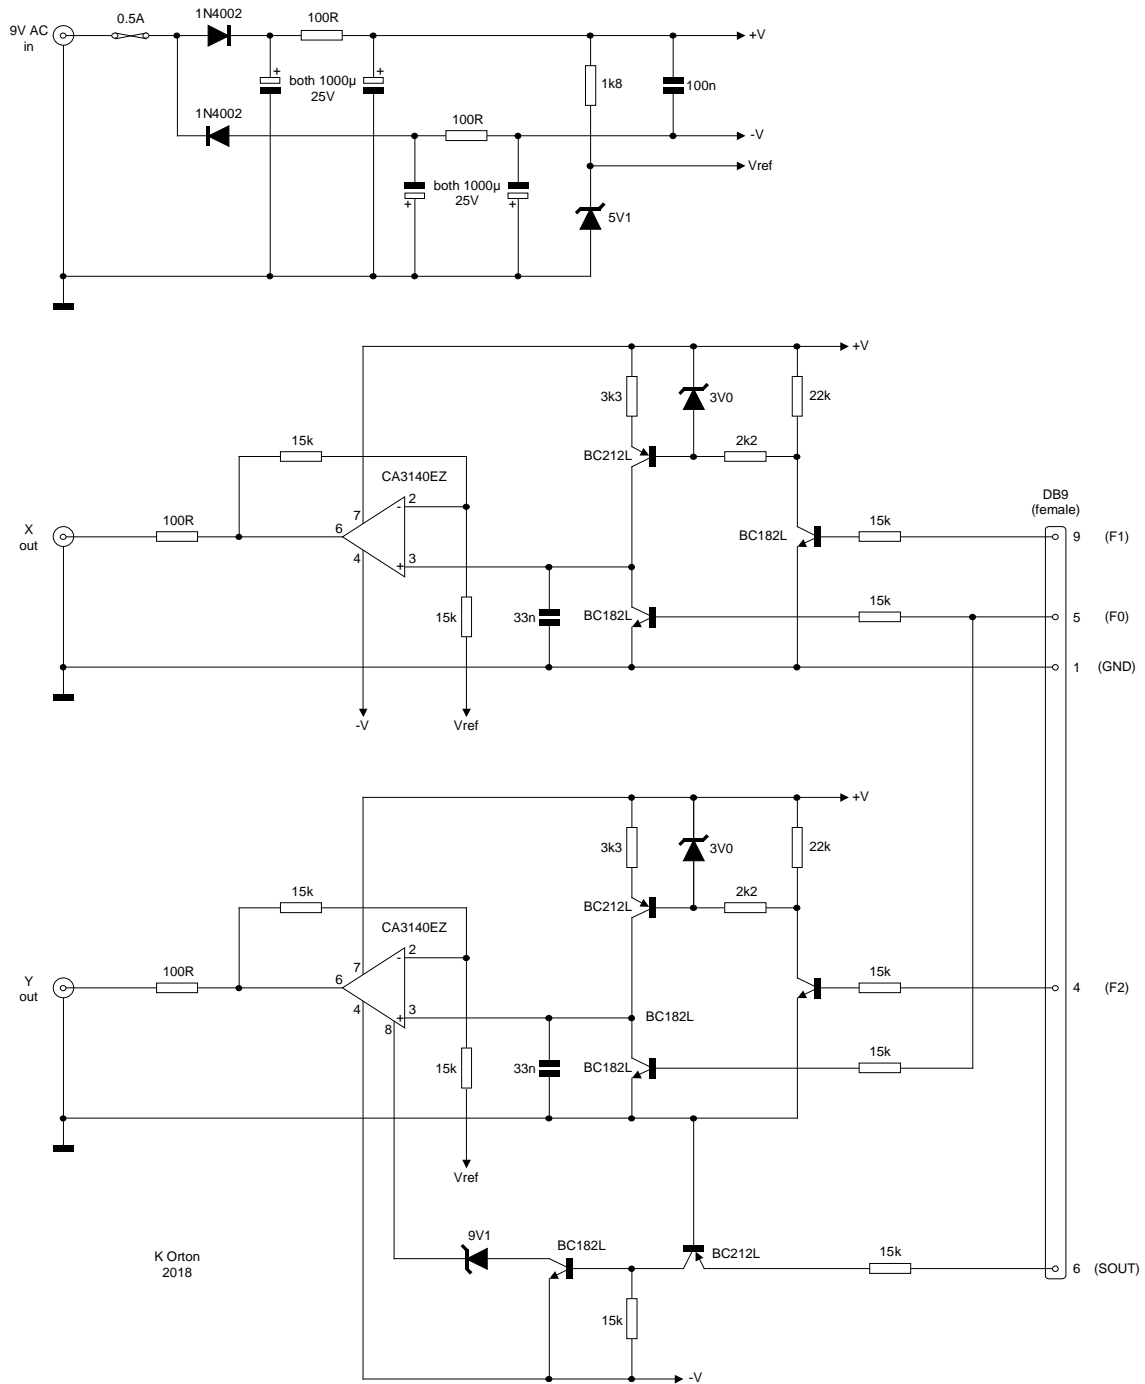 9V AC
in
0.5A
1N4002
100R
+V
both 1000µ
25V
+
+
1k8
100n
1N4002
100R
-V
Vref
both 1000µ
25V
+
+
5V1
+V
3k3
3V0
22k
15k
BC212L
2k2
CA3140EZ
DB9
(female)
X
out
100R
6
7
4
2
-
3
+
BC182L
15k
9
(F1)
15k
33n
BC182L
15k
5
(F0)
1
(GND)
-V
Vref
+V
3k3
3V0
22k
15k
BC212L
2k2
CA3140EZ
Y
out
100R
6
7
4
8
2
-
3
+
BC182L
15k
4
(F2)
15k
33n
BC182L
15k
Vref
K Orton
2018
9V1
BC182L
BC212L
15k
6
(SOUT)
15k
-V